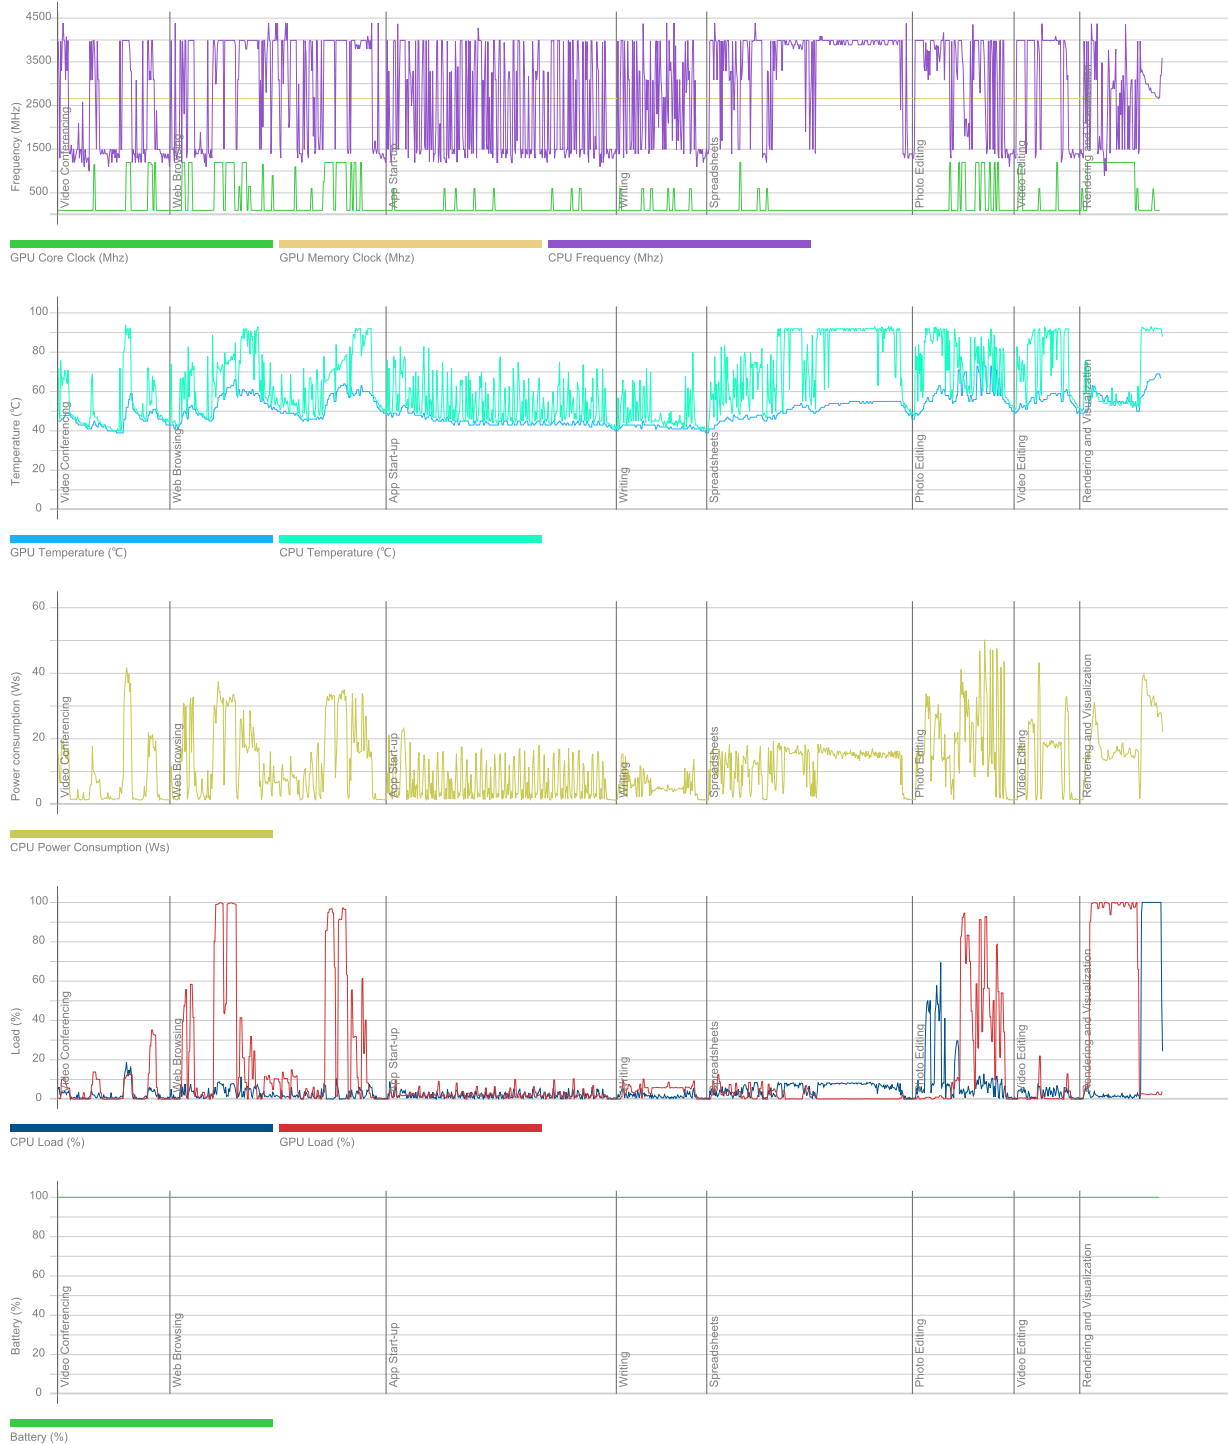 4500
3500
2500
1500
500
Frequency (MHz)
Video Conferencing
Web Browsing
App Start-up
Writing
Spreadsheets
Photo Editing
Video Editing
Rendering and Visualization
GPU Core Clock (Mhz)
GPU Memory Clock (Mhz)
CPU Frequency (Mhz)
100
80
60
40
20
0
Temperature (°C)
Video Conferencing
Web Browsing
App Start-up
Writing
Spreadsheets
Photo Editing
Video Editing
Rendering and Visualization
GPU Temperature (°C)
CPU Temperature (°C)
60
40
20
0
Power consumption (Ws)
Video Conferencing
Web Browsing
App Start-up
Writing
Spreadsheets
Photo Editing
Video Editing
Rendering and Visualization
CPU Power Consumption (Ws)
100
80
60
40
20
0
Load (%)
Video Conferencing
Web Browsing
App Start-up
Writing
Spreadsheets
Photo Editing
Video Editing
Rendering and Visualization
CPU Load (%)
GPU Load (%)
100
80
60
40
20
0
Battery (%)
Video Conferencing
Web Browsing
App Start-up
Writing
Spreadsheets
Photo Editing
Video Editing
Rendering and Visualization
Battery (%)